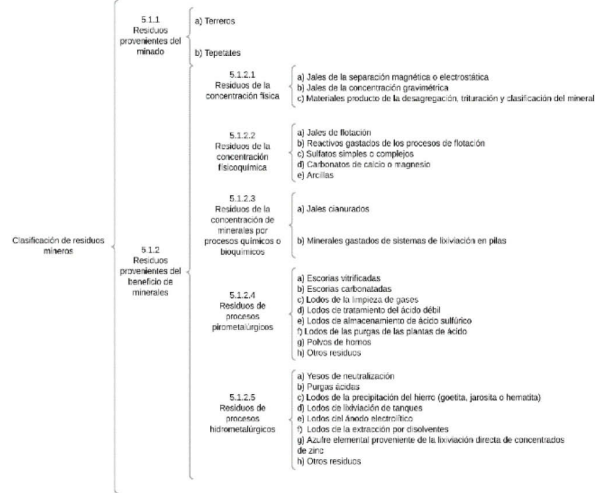 Clasificación de residuos
mineros
5.1.1
Residuos
provenientes del
minado
a) Terreros
b) Tepetates
5.1.2
Residuos
provenientes del
beneficio de
minerales
5.1.2.1
Residuos de la
concentración física
a) Jales de la separación magnética o electrostática
b) Jales de la concentración gravimétrica
c) Materiales producto de la desagregación, trituración y clasificación del mineral
5.1.2.2
Residuos de la
concentración
fisicoquímica
a) Jales de flotación
b) Reactivos gastados de los procesos de flotación
c) Sulfatos simples o complejos
d) Carbonatos de calcio o magnesio
e) Arcillas
5.1.2.3
Residuos de la
concentración de
minerales por
procesos químicos o
bioquímicos
a) Jales cianurados
b) Minerales gastados de sistemas de lixiviación en pilas
5.1.2.4
Residuos de
procesos
pirometalúrgicos
a) Escorias vitrificadas
b) Escorias carbonatadas
c) Lodos de la limpieza de gases
d) Lodos de tratamiento del ácido débil
e) Lodos de almacenamiento de ácido sulfúrico
f) Lodos de las purgas de las plantas de ácido
g) Polvos de hornos
h) Otros residuos
5.1.2.5
Residuos de
procesos
hidrometalúrgicos
a) Yesos de neutralización
b) Purgas ácidas
c) Lodos de la precipitación del hierro (goetita, jarosita o hematita)
d) Lodos de lixiviación de tanques
e) Lodos del ánodo electrolítico
f) Lodos de la extracción por disolventes
g) Azufre elemental proveniente de la lixiviación directa de concentrados
de zinc
h) Otros residuos